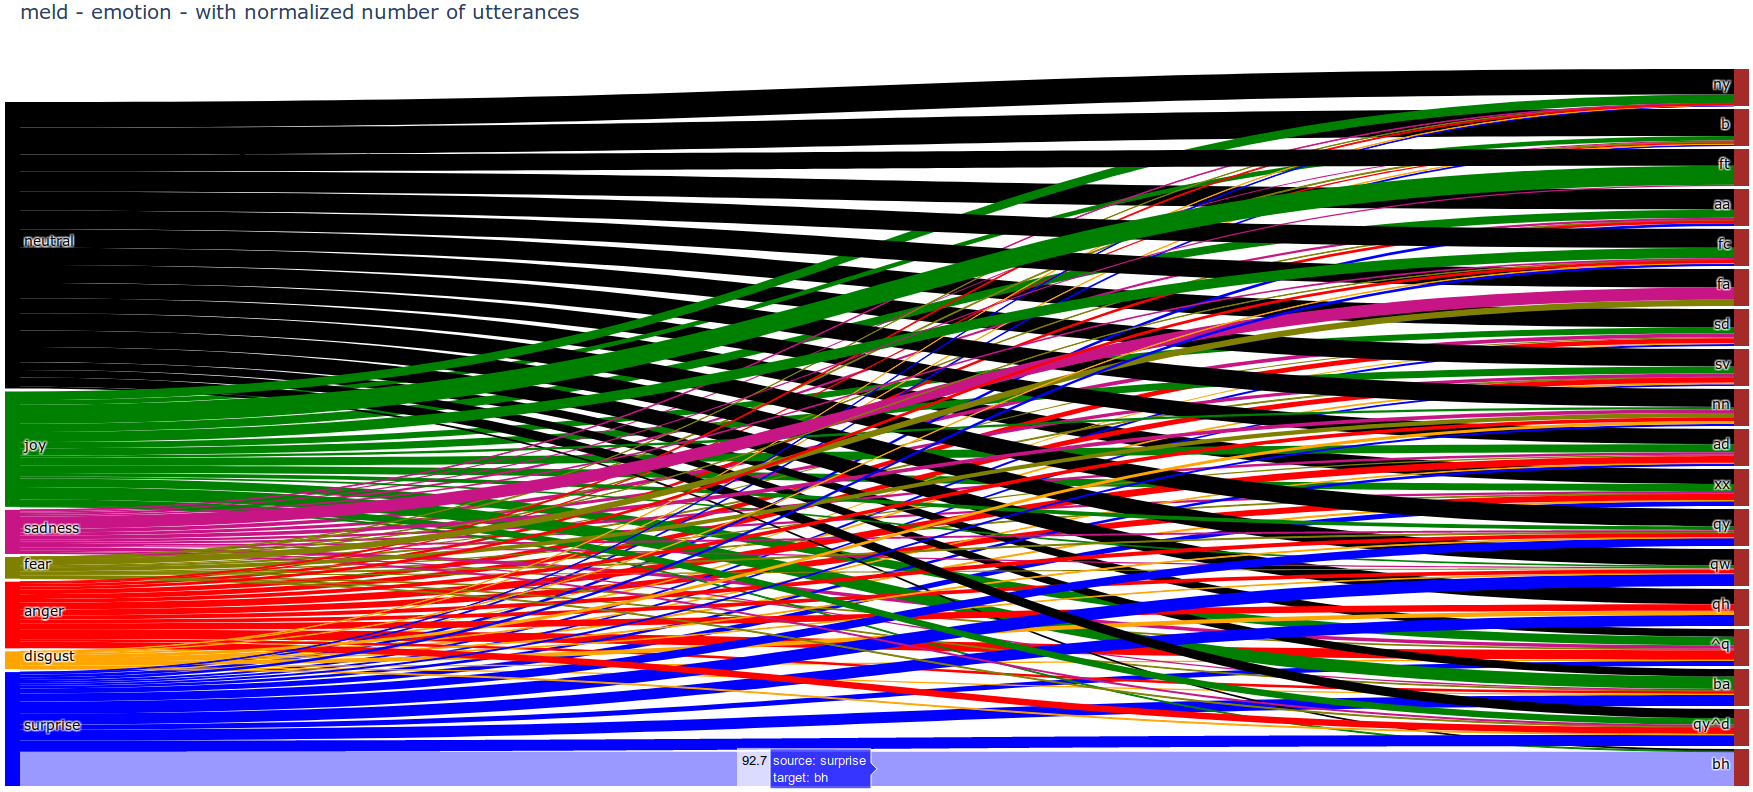 meld - emotion - with normalized number of utterances
neutral
joy
sadness
fear
anger
disgust
surprise
ny
b
ft
aa
fc
fa
sd
sv
nn
ad
xx
qy
qw
qh
^q
ba
qy^d
bh
92.7 source: surprise
target: bh